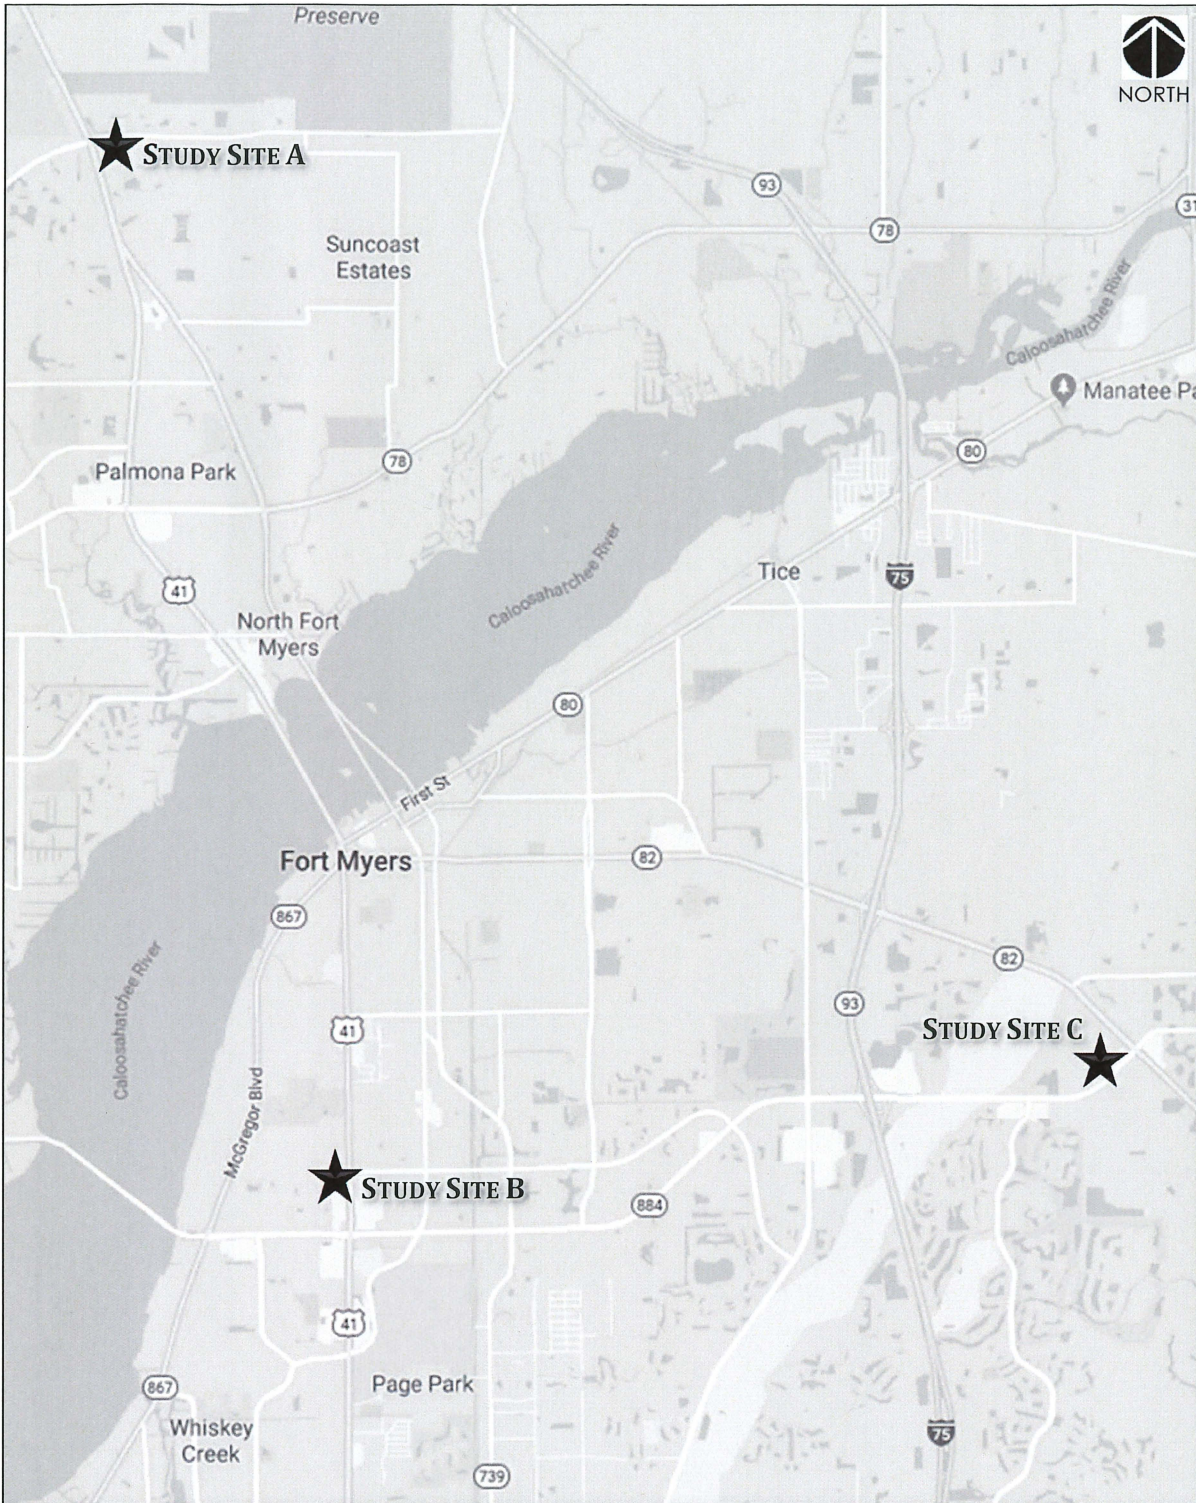 Preserve
NORTH
STUDY SITE A
93
31
78
Suncoast
Estates
Caloosahatchee River
Manatee Pa
80
78
Palmona Park
Caloosahatchee River
Tice
75
41
North Fort
Myers
80
First St
Fort Myers
82
867
82
Caloosahatchee River
93
41
STUDY SITE C
McGregor Blvd
STUDY SITE B
884
41
867
Page Park
Whiskey
Creek
75
739